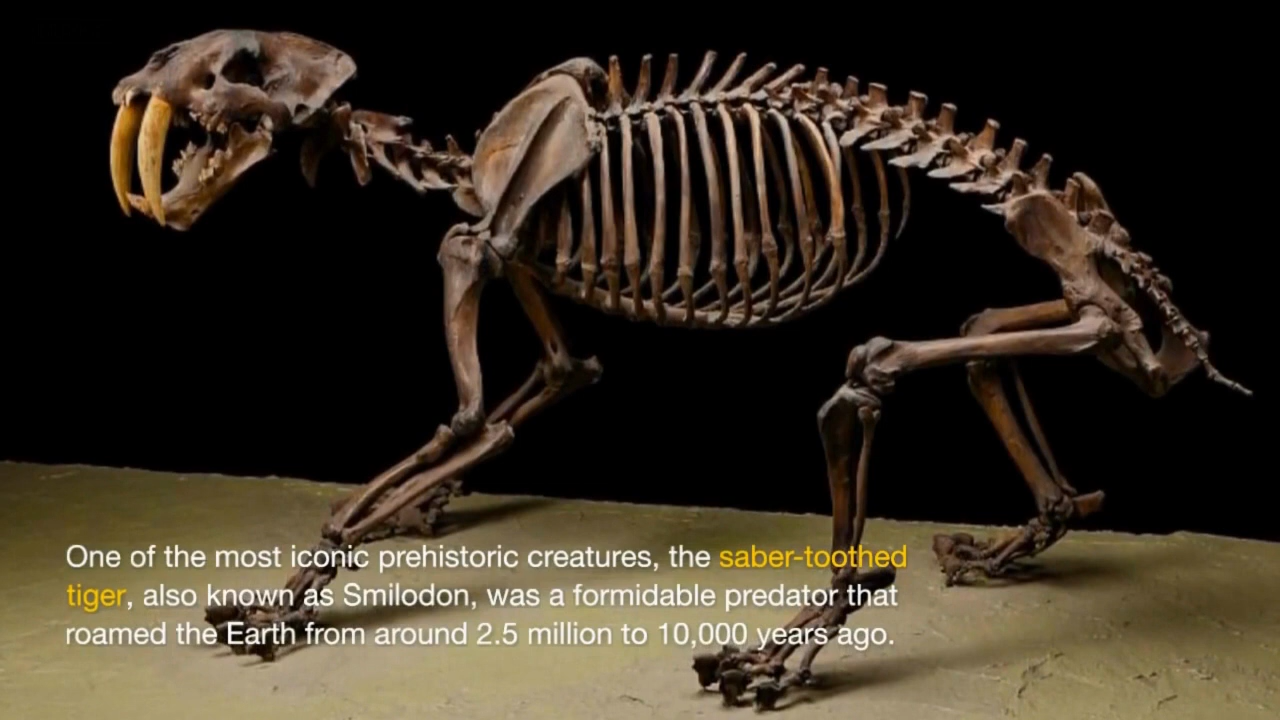 One of the most iconic prehistoric creatures, the saber-toothed
tiger, also known as Smilodon, was a formidable predator that
roamed the Earth from around 2.5 million to 10,000 years ago.